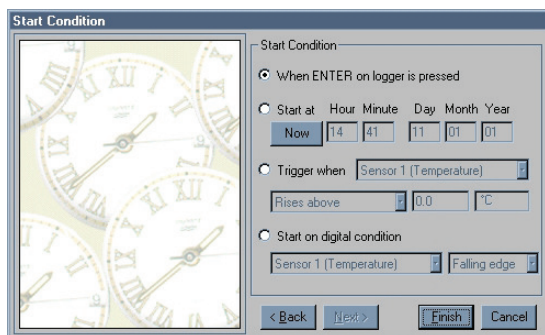 Start Condition
Start Condition
When ENTER on logger is pressed
Start at Hour Minute Day Month Year
Now 14 41 11 01 01
Trigger when Sensor 1 (Temperature)
Rises above 0.0 °C
Start on digital condition
Sensor 1 (Temperature) Falling edge
< Back Next > Finish Cancel